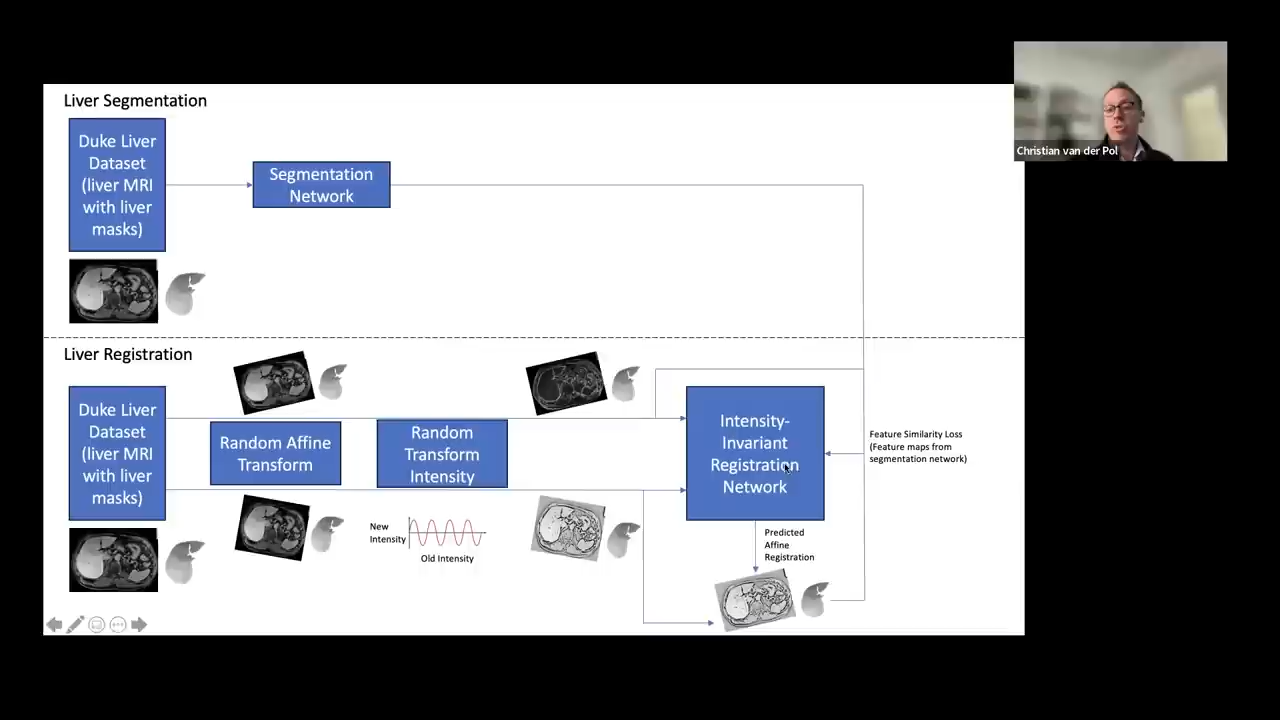 Liver Segmentation
Duke Liver
Dataset
(liver MRI
with liver
masks)
Segmentation
Network
Christian van der Pol
Liver Registration
Duke Liver
Dataset
(liver MRI
with liver
masks)
Random Affine
Transform
Random
Transform
Intensity
New
Intensity
Old Intensity
Intensity-
Invariant
Registration
Network
Feature Similarity Loss
(Feature maps from
segmentation network)
Predicted
Affine
Registration